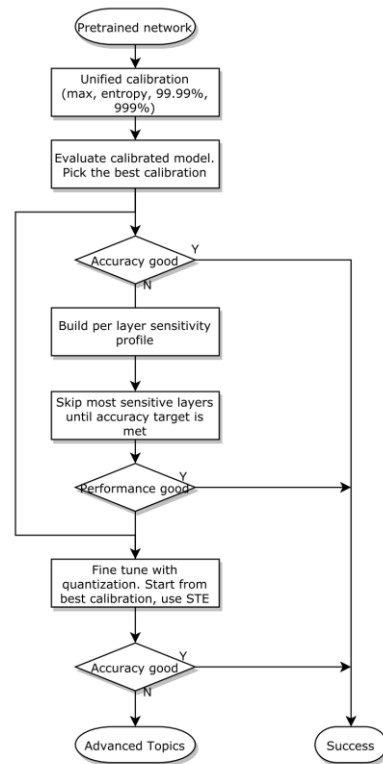 Pretrained network
Unified calibration
(max, entropy, 99.99%,
999%)
Evaluate calibrated model.
Pick the best calibration
Y
Accuracy good
N
Build per layer sensitivity
profile
Skip most sensitive layers
until accuracy target is
met
Y
Performance good
Fine tune with
quantization. Start from
best calibration, use STE
Y
Accuracy good
N
Advanced Topics
Success